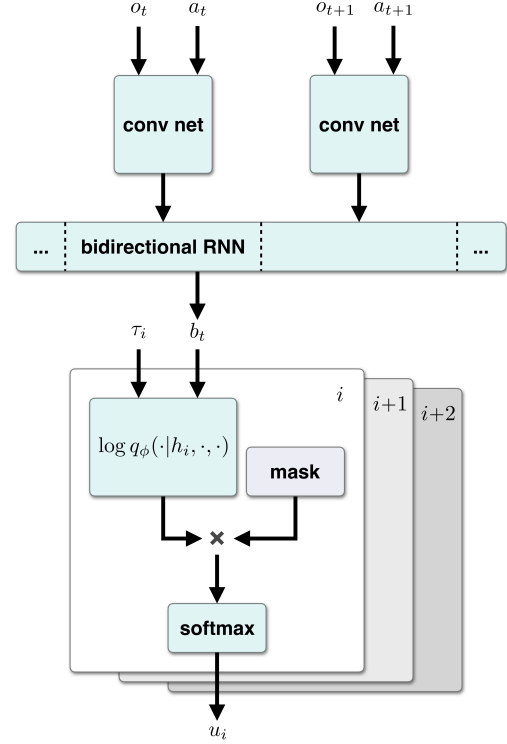 o_t a_t o_{t+1} a_{t+1}
conv net conv net
... bidirectional RNN ...
τ_i b_t
i i+1 i+2
log q_ϕ(·|h_i, ·, ·)
mask
×
softmax
u_i